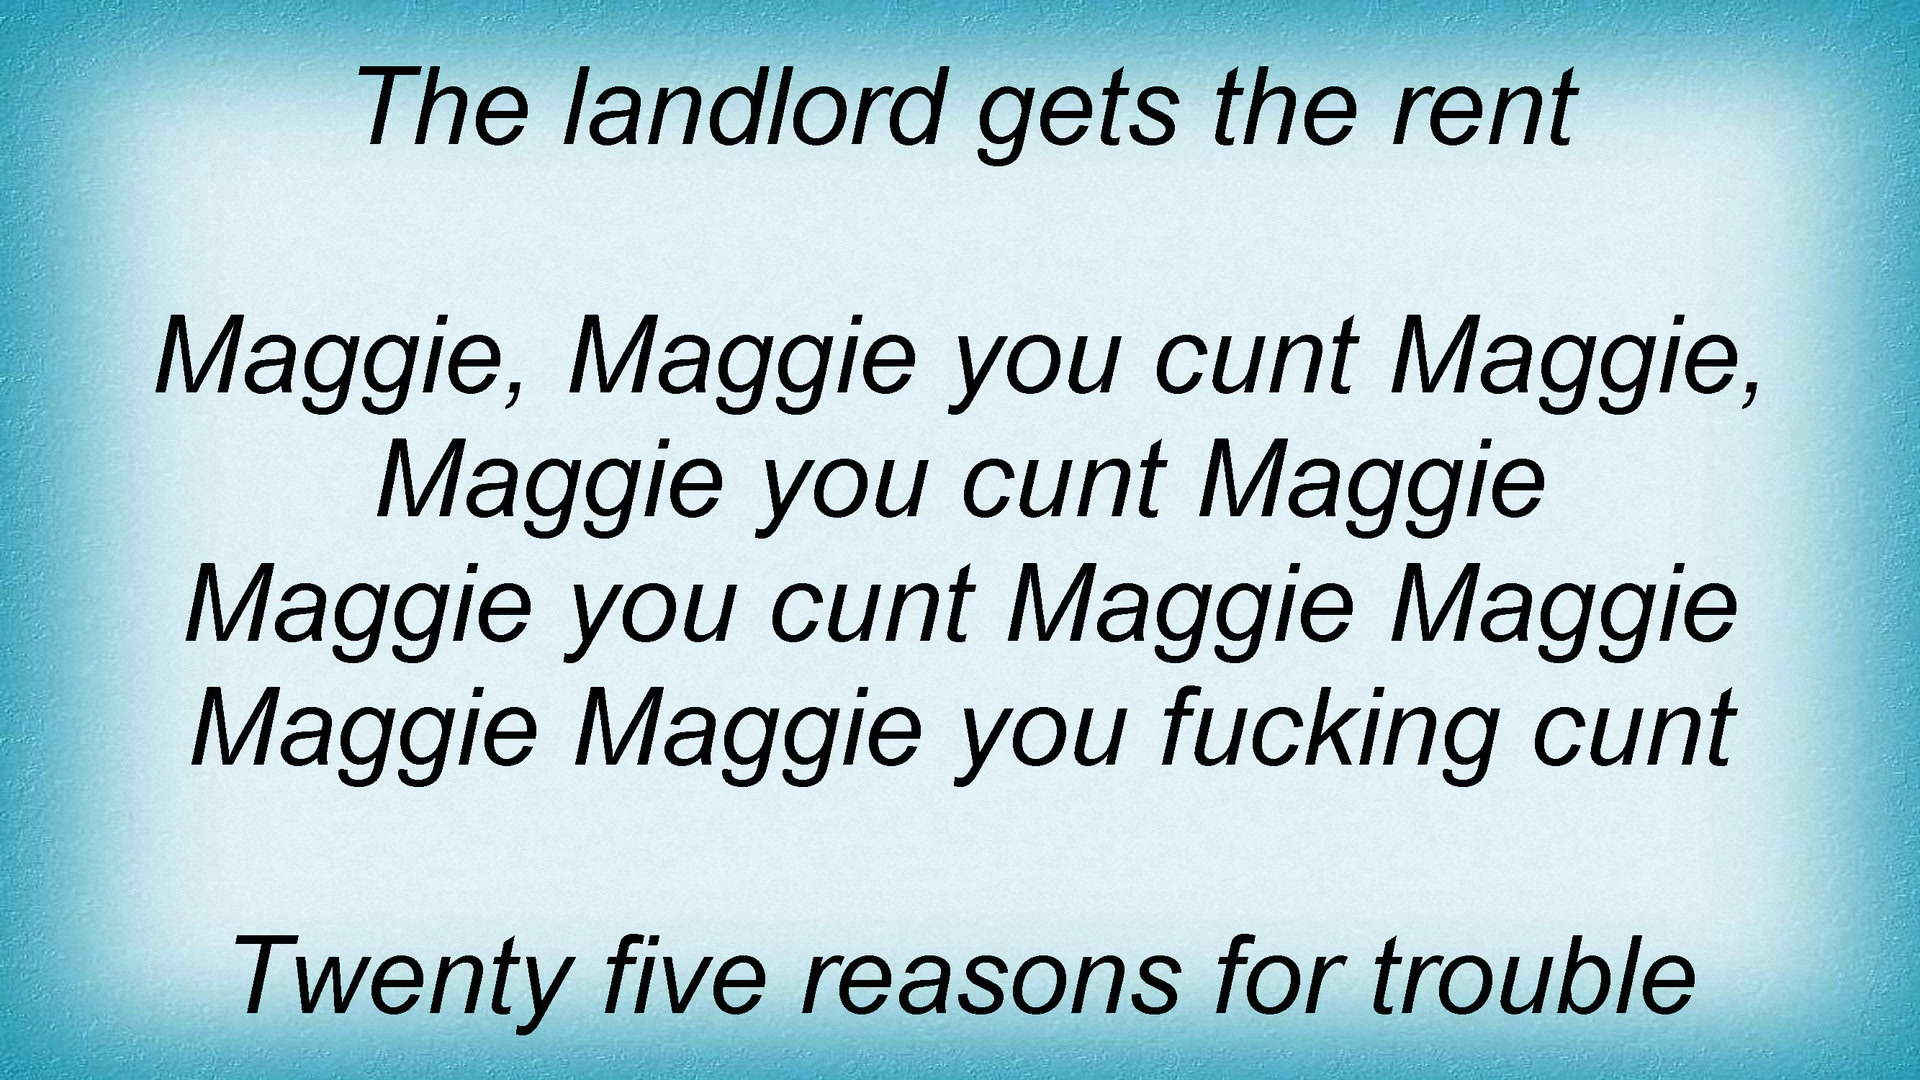 The landlord gets the rent
Maggie, Maggie you cunt Maggie,
Maggie you cunt Maggie
Maggie you cunt Maggie Maggie
Maggie Maggie you fucking cunt
Twenty five reasons for trouble